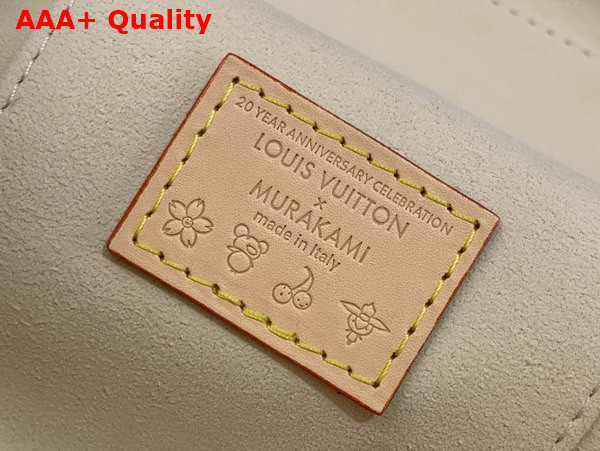 AAA+ Quality
20 YEAR ANNIVERSARY CELEBRATION
LOUIS VUITTON
×
MURAKAMI
made in Italy